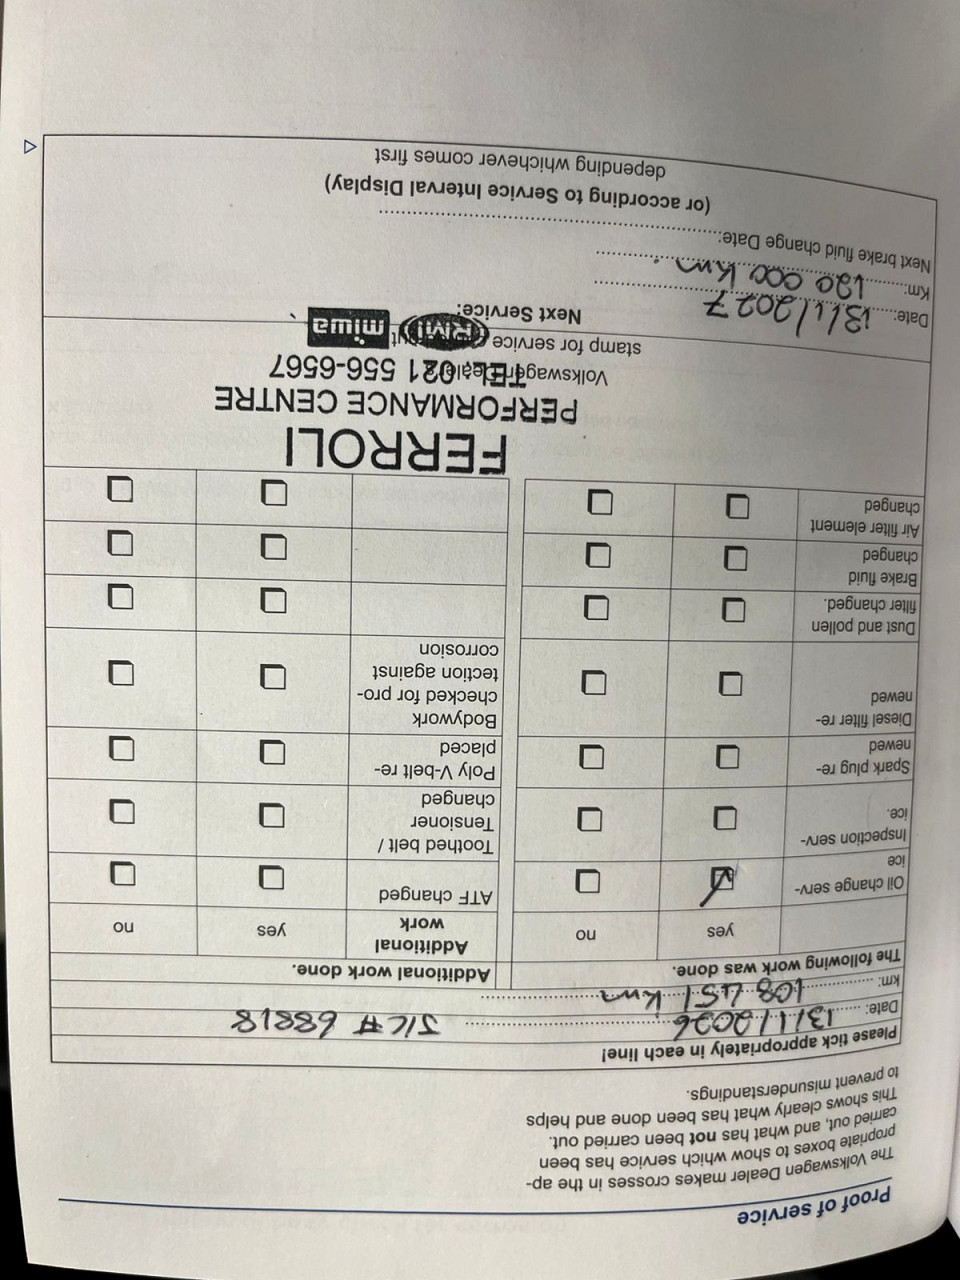 Proof of service
The Volkswagen Dealer makes crosses in the ap-
propriate boxes to show which service has been
carried out, and what has not been carried out.
This shows clearly what has been done and helps
to prevent misunderstandings.
Please tick appropriately in each line!
Date: 13/1/2026 J/C # 68818
km: 108 451 km
The following work was done.
yes no
Oil change serv-
ice
Inspection serv-
ice.
Spark plug re-
newed
Diesel filter re-
newed
Dust and pollen
filter changed.
Brake fluid
changed
Air filter element
changed
Additional work done.
Additional
work
yes no
ATF changed
Toothed belt /
Tensioner
changed
Poly V-belt re-
placed
Bodywork
checked for pro-
tection against
corrosion
FERROLI
PERFORMANCE CENTRE
TEL: 021 556-6567
Volkswagen Dealer's
stamp for service
RMI miwa
Next Service:
Date: 13/1/2027
Km: 120 000 km.
Next brake fluid change Date:
(or according to Service Interval Display)
depending whichever comes first